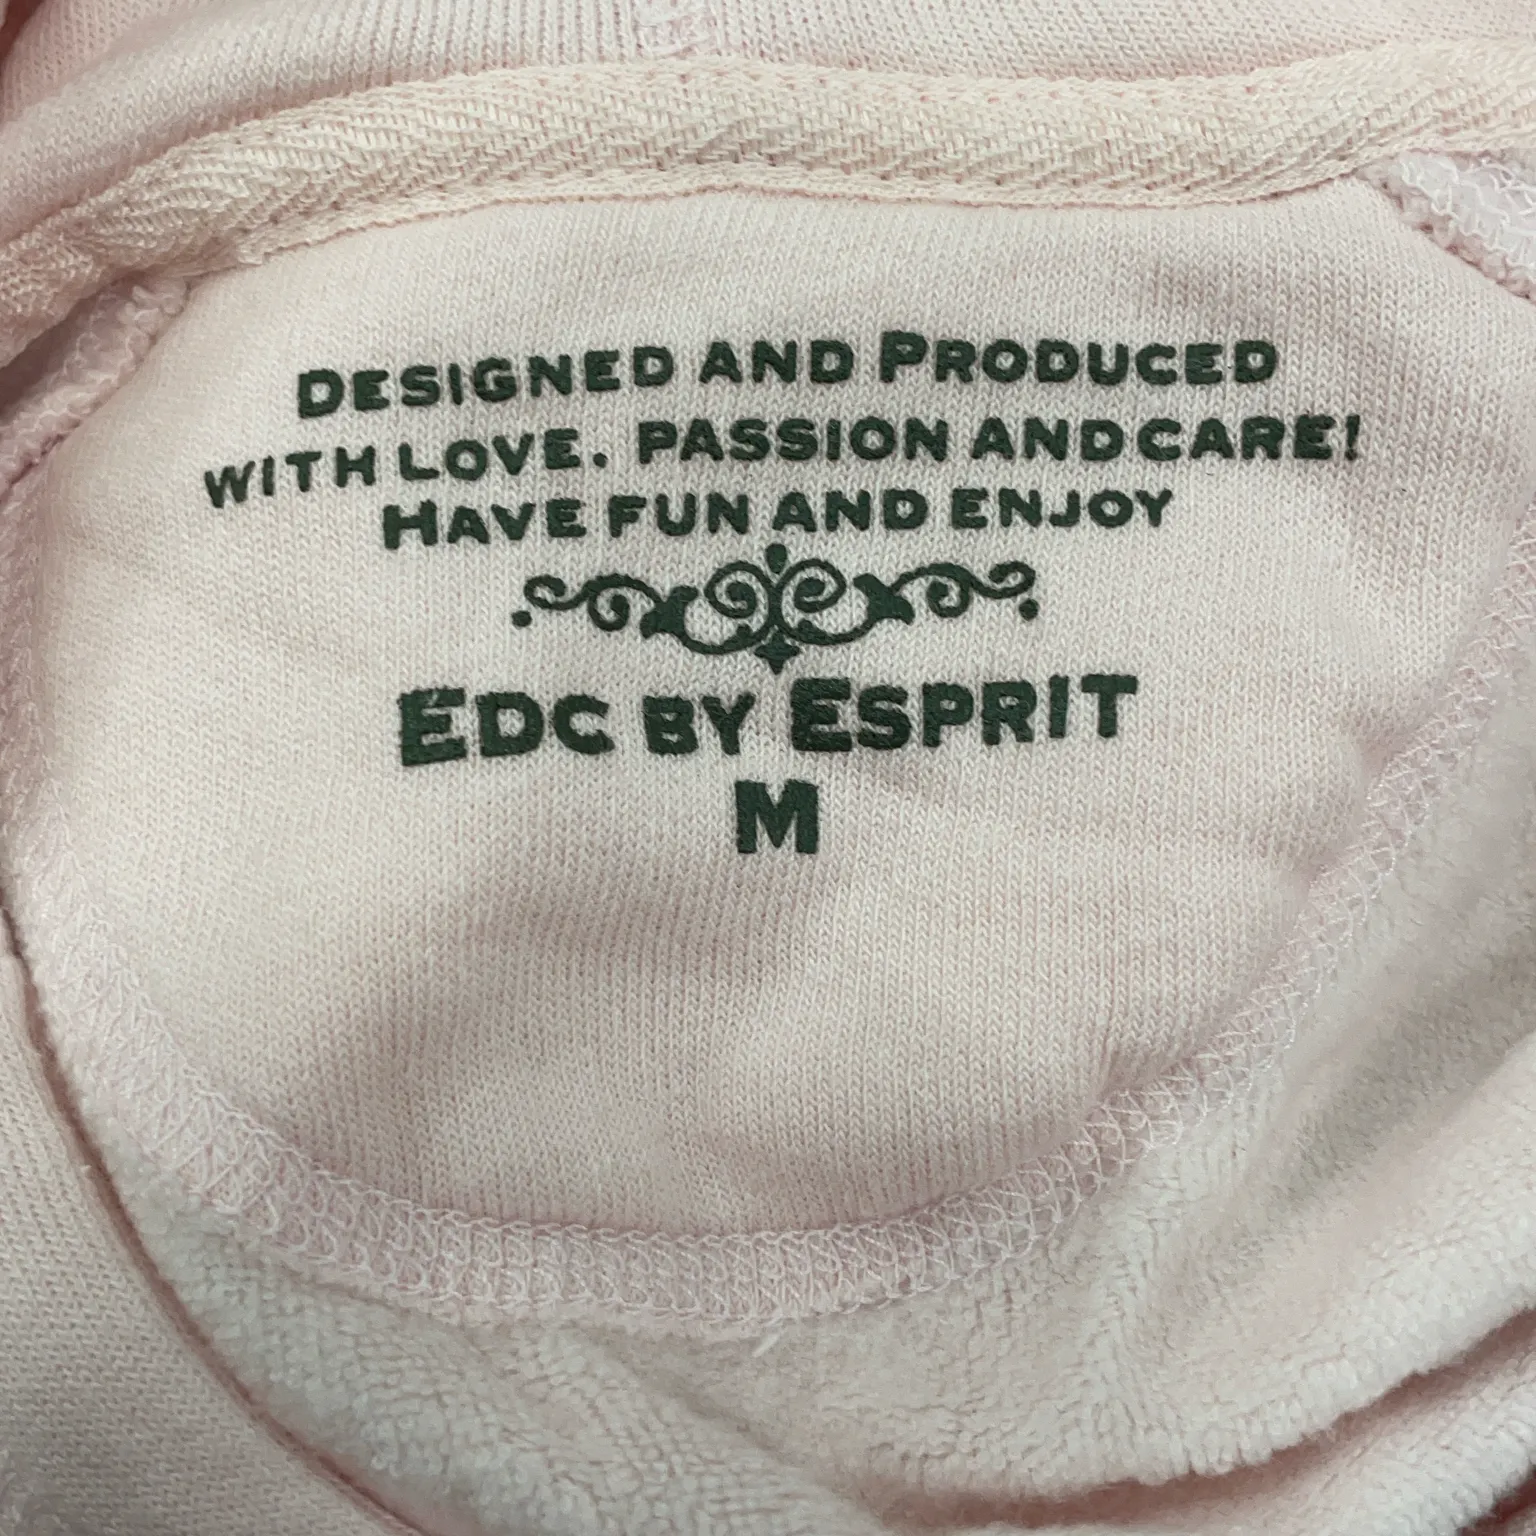 DESIGNED AND PRODUCED
WITH LOVE. PASSION AND CARE!
HAVE FUN AND ENJOY
EDC BY ESPRIT
M